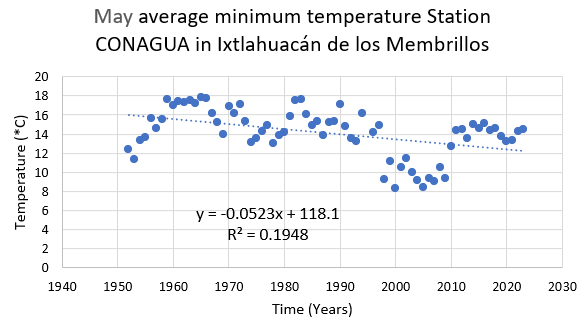 May average minimum temperature Station
CONAGUA in Ixtlahuacán de los Membrillos
Temperature (*C)
20
18
16
14
12
10
8
6
4
2
0
y = -0.0523x + 118.1
R² = 0.1948
1940 1950 1960 1970 1980 1990 2000 2010 2020 2030
Time (Years)